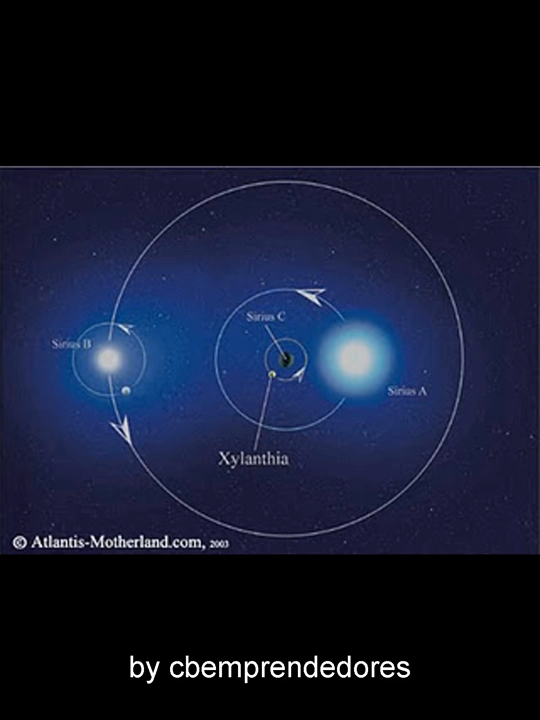 Sirius C
Sirius B
Sirius A
Xylanthia
© Atlantis-Motherland.com, 2003
by cbemprendedores